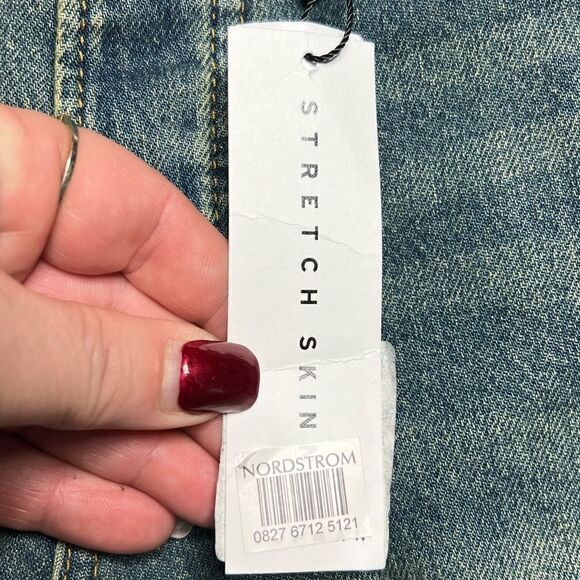 STRETCH SKIN
NORDSTROM
0827 6712 5121